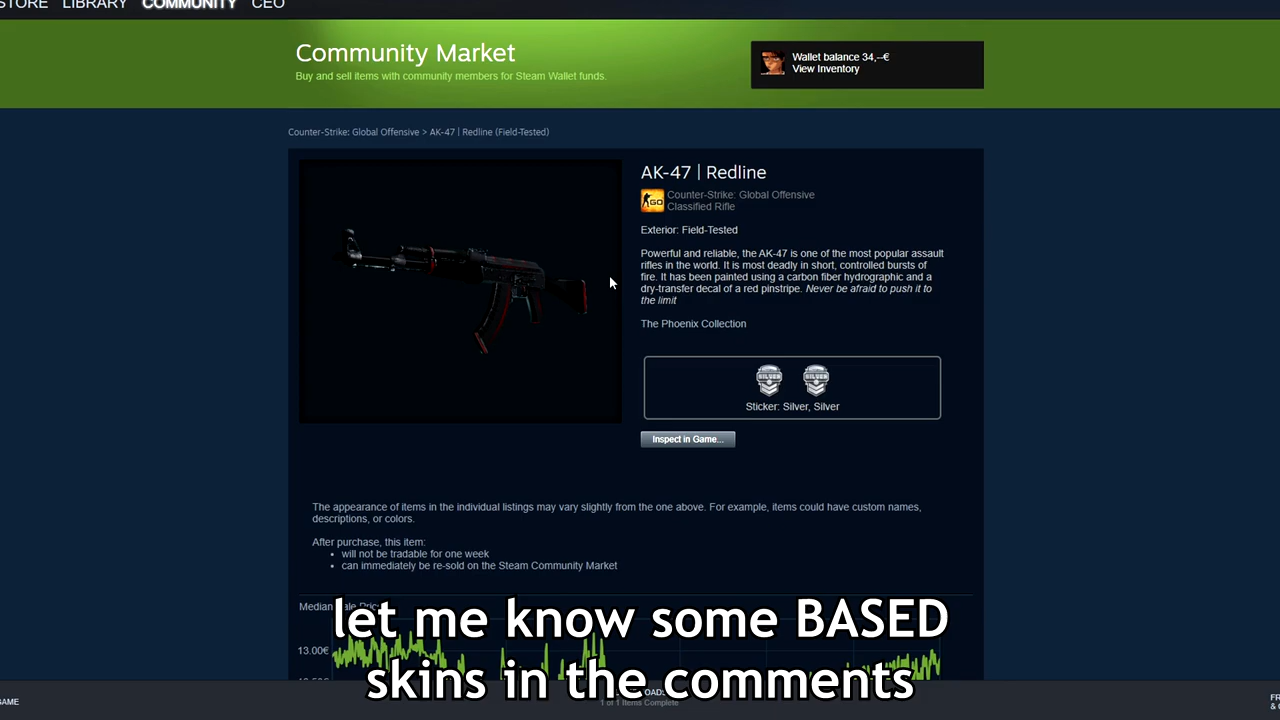 STORE LIBRARY COMMUNITY CEO
Community Market
Buy and sell items with community members for Steam Wallet funds.
Wallet balance 34,--€
View Inventory
Counter-Strike: Global Offensive > AK-47 | Redline (Field-Tested)
AK-47 | Redline
GO
Counter-Strike: Global Offensive
Classified Rifle
Exterior: Field-Tested
Powerful and reliable, the AK-47 is one of the most popular assault
rifles in the world. It is most deadly in short, controlled bursts of
fire. It has been painted using a carbon fiber hydrographic and a
dry-transfer decal of a red pinstripe. Never be afraid to push it to
the limit
The Phoenix Collection
SILVER SILVER
Sticker: Silver, Silver
Inspect in Game...
The appearance of items in the individual listings may vary slightly from the one above. For example, items could have custom names,
descriptions, or colors.
After purchase, this item:
• will not be tradable for one week
• can immediately be re-sold on the Steam Community Market
Median
let me know some BASED
13.00€
skins in the comments
1 of 1 Items Complete